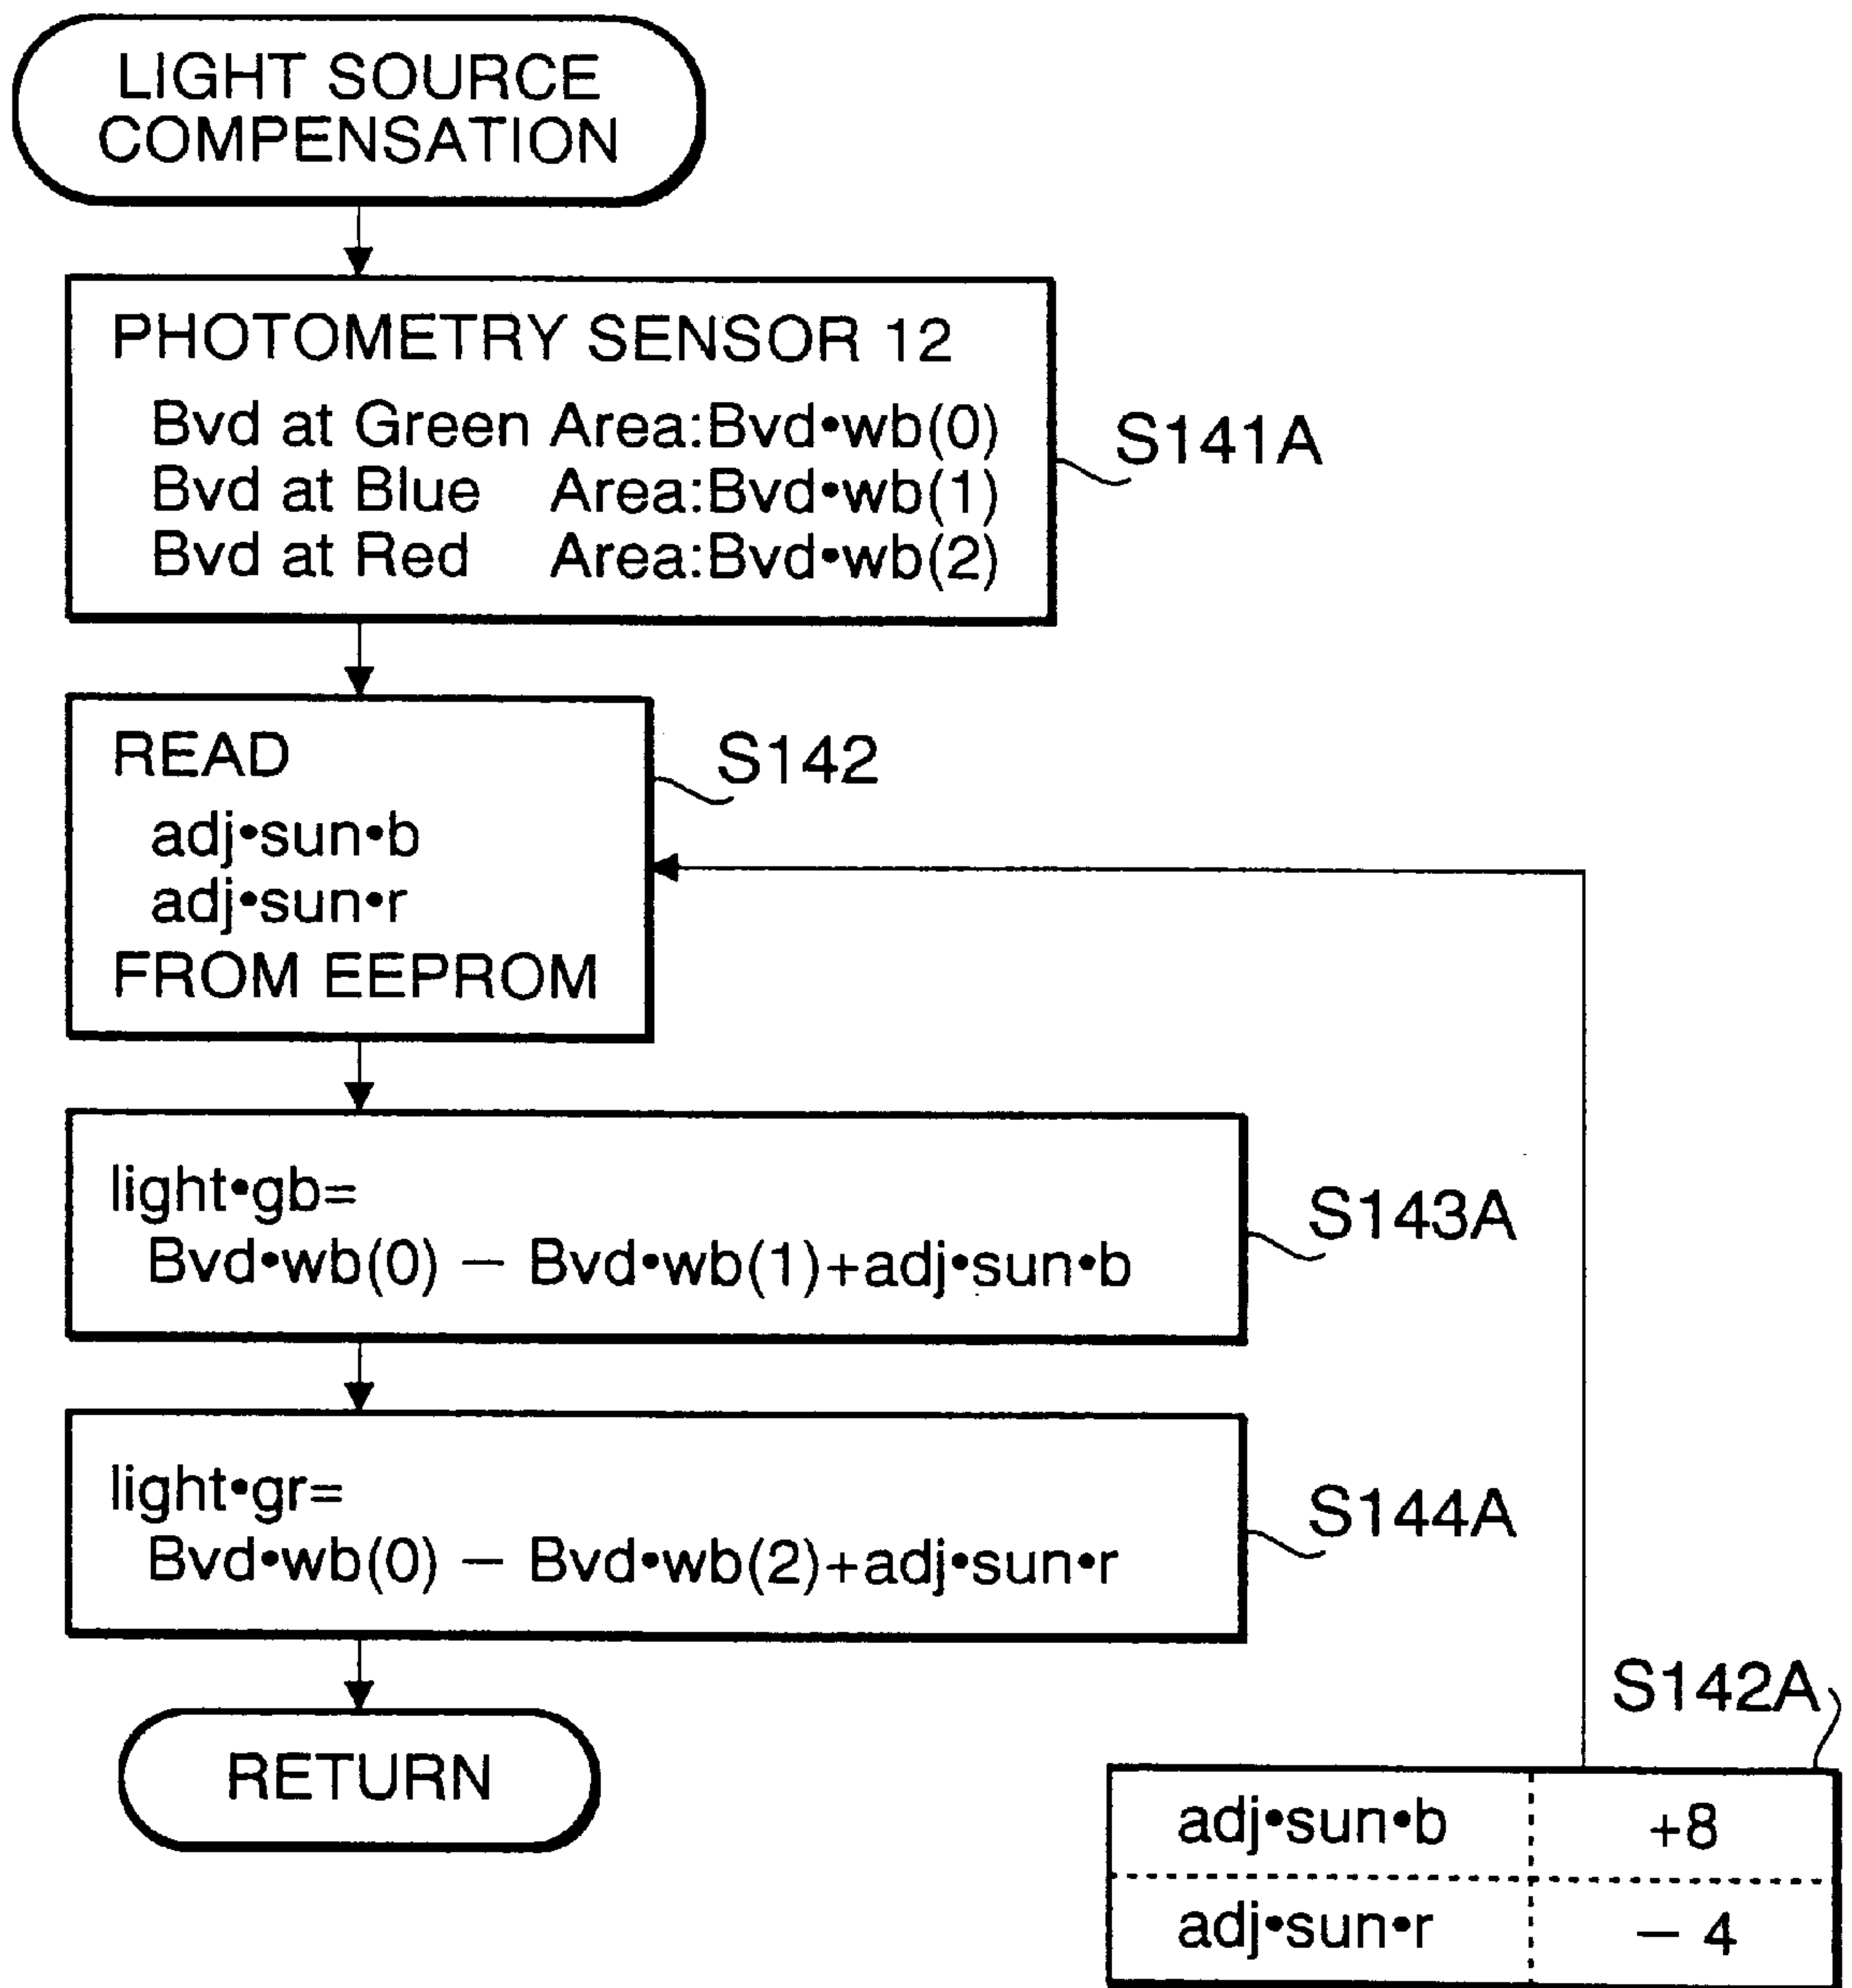 LIGHT SOURCE
COMPENSATION
PHOTOMETRY SENSOR 12
Bvd at Green Area:Bvd•wb(0)
Bvd at Blue Area:Bvd•wb(1)
Bvd at Red Area:Bvd•wb(2)
S141A
READ
adj•sun•b
adj•sun•r
FROM EEPROM
S142
light•gb=
Bvd•wb(0) − Bvd•wb(1)+adj•sun•b
S143A
light•gr=
Bvd•wb(0) − Bvd•wb(2)+adj•sun•r
S144A
RETURN
S142A
adj•sun•b +8
adj•sun•r − 4